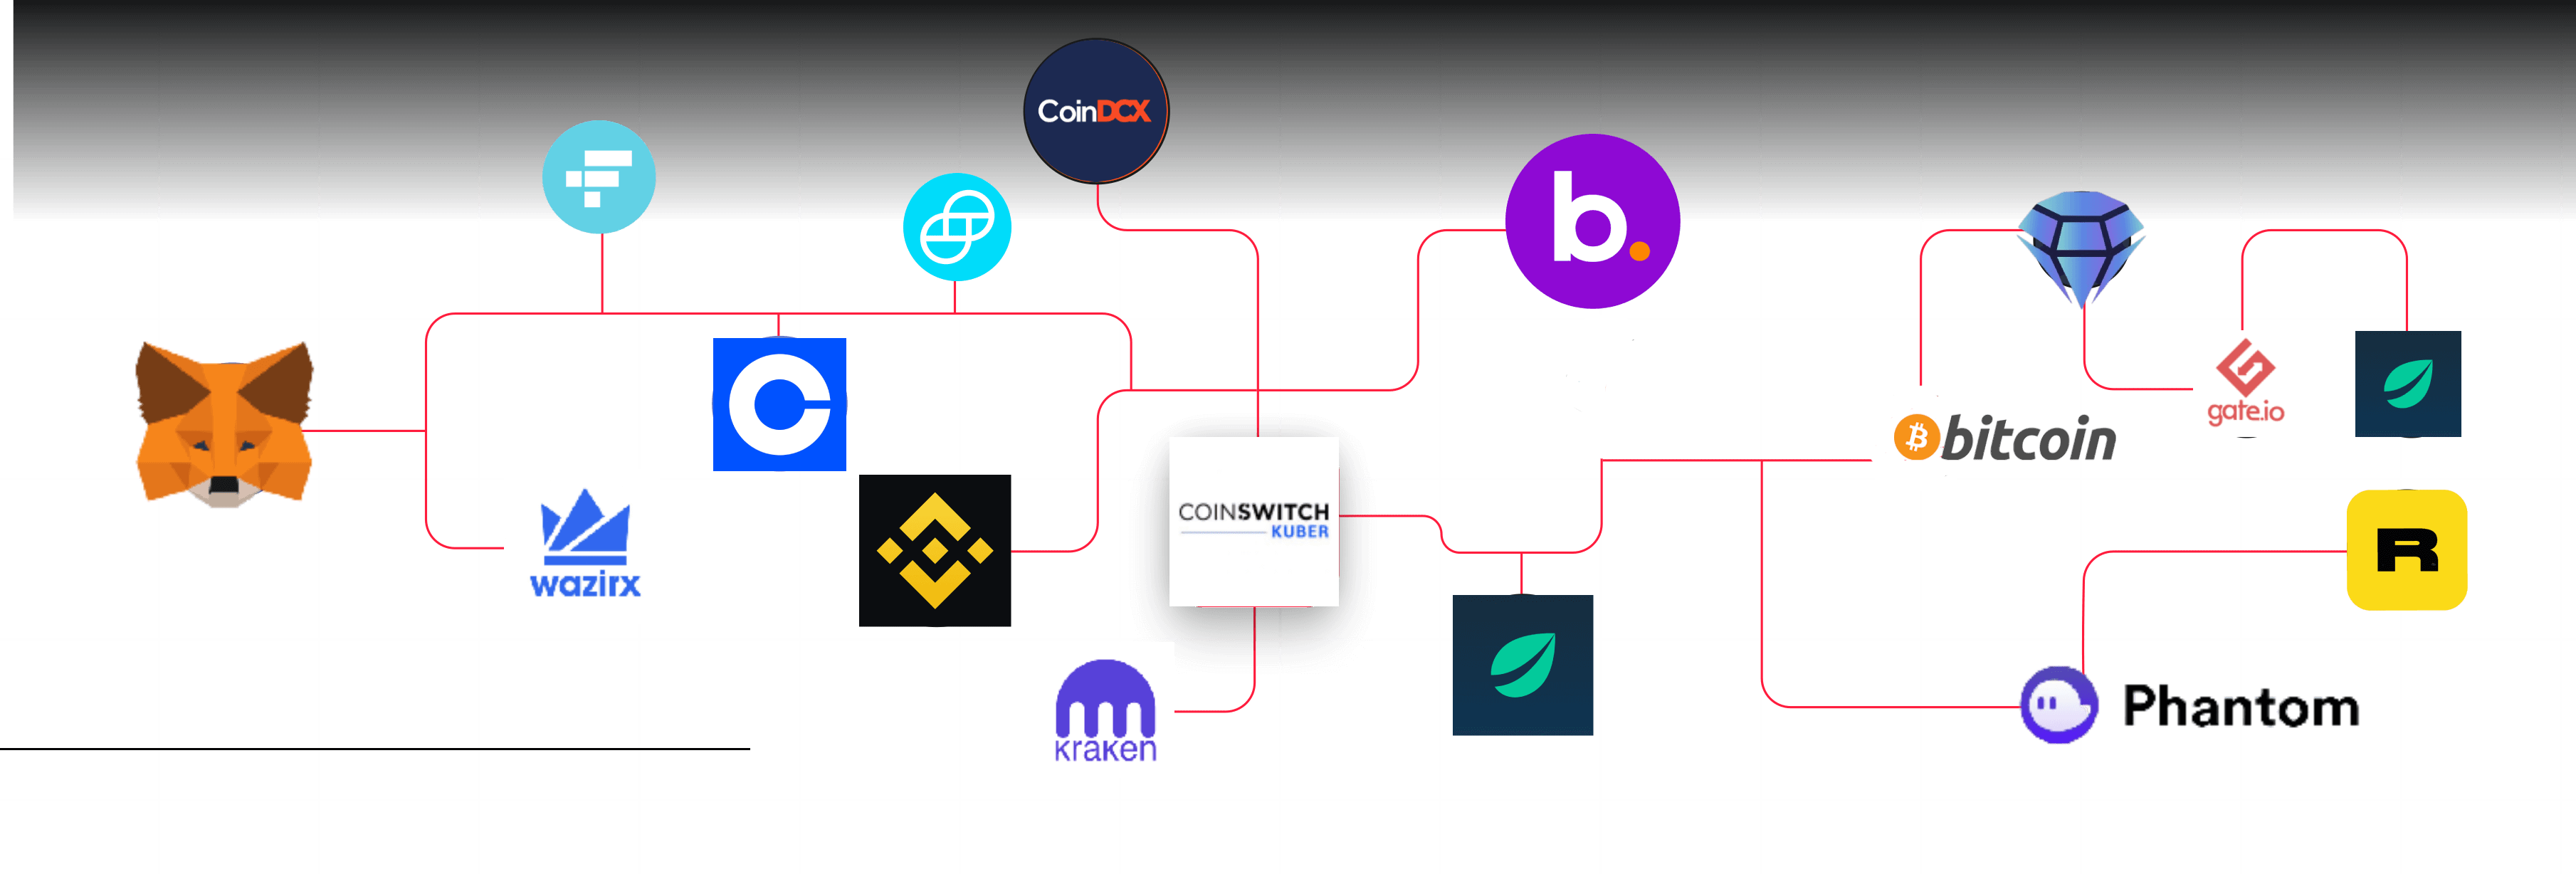 CoinDCX
b.
COINSWITCH
KUBER
wazirx
kraken
bitcoin
gate.io
R
Phantom